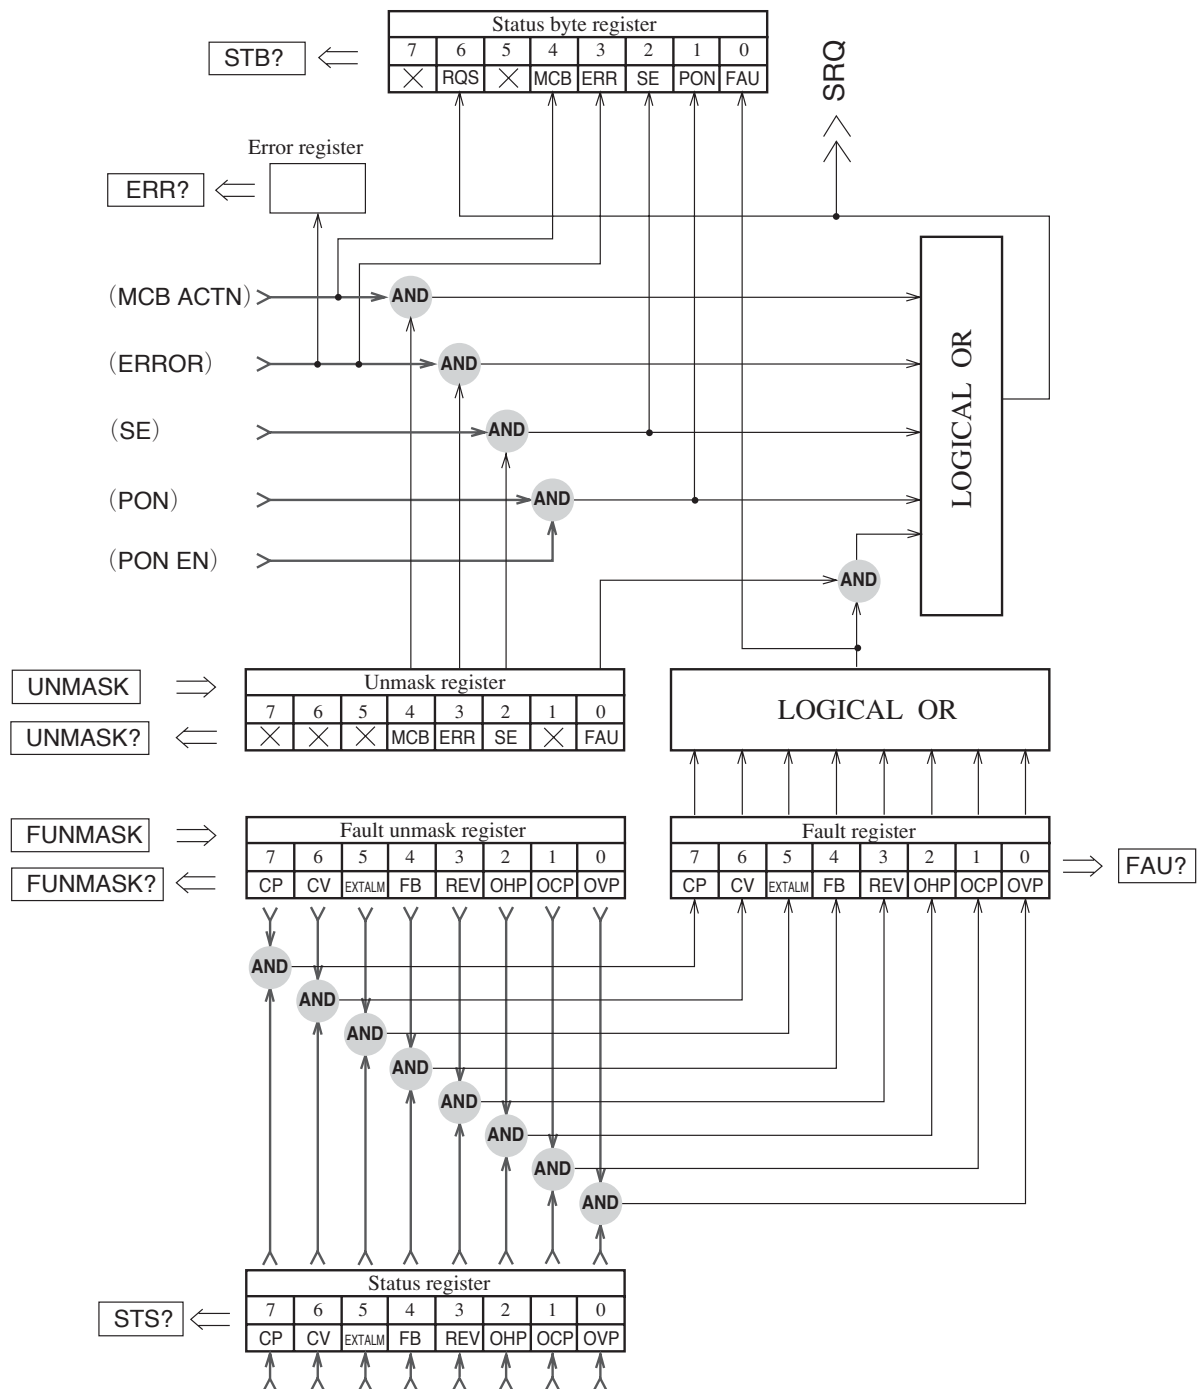 Status byte register
7 6 5 4 3 2 1 0
RQS MCB ERR SE PON FAU
STB?
SRQ
Error register
ERR?
(MCB ACTN)
AND
(ERROR)
AND
(SE)
AND
(PON)
AND
(PON EN)
AND
LOGICAL OR
UNMASK
UNMASK?
Unmask register
7 6 5 4 3 2 1 0
MCB ERR SE FAU
LOGICAL OR
FUNMASK
FUNMASK?
Fault unmask register
7 6 5 4 3 2 1 0
CP CV EXTALM FB REV OHP OCP OVP
Fault register
7 6 5 4 3 2 1 0
CP CV EXTALM FB REV OHP OCP OVP
FAU?
AND
AND
AND
AND
AND
AND
AND
AND
Status register
7 6 5 4 3 2 1 0
CP CV EXTALM FB REV OHP OCP OVP
STS?